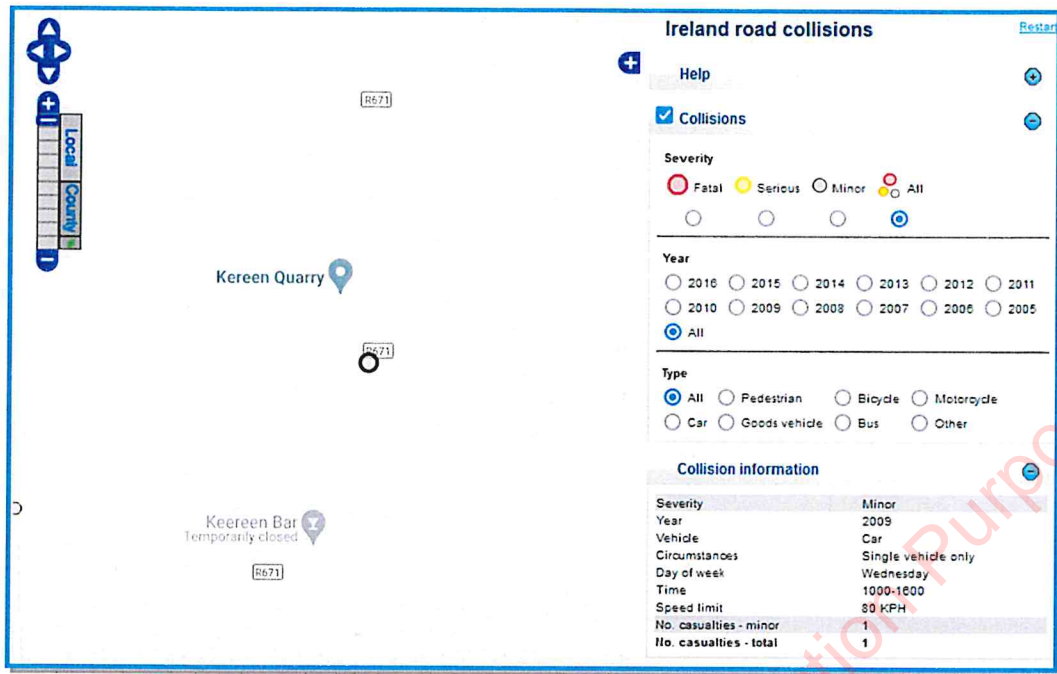 Ireland road collisions
Restart
Help
Collisions
Severity
Fatal Serious Minor All
Year
2016 2015 2014 2013 2012 2011
2010 2009 2008 2007 2006 2005
All
Type
All Pedestrian Bicycle Motorcycle
Car Goods vehicle Bus Other
Collision information
Severity Minor
Year 2009
Vehicle Car
Circumstances Single vehicle only
Day of week Wednesday
Time 1000-1600
Speed limit 80 KPH
No. casualties - minor 1
No. casualties - total 1
Local County
R671
Kereen Quarry
R671
Keereen Bar
Temporarily closed
R671
tion Purpo